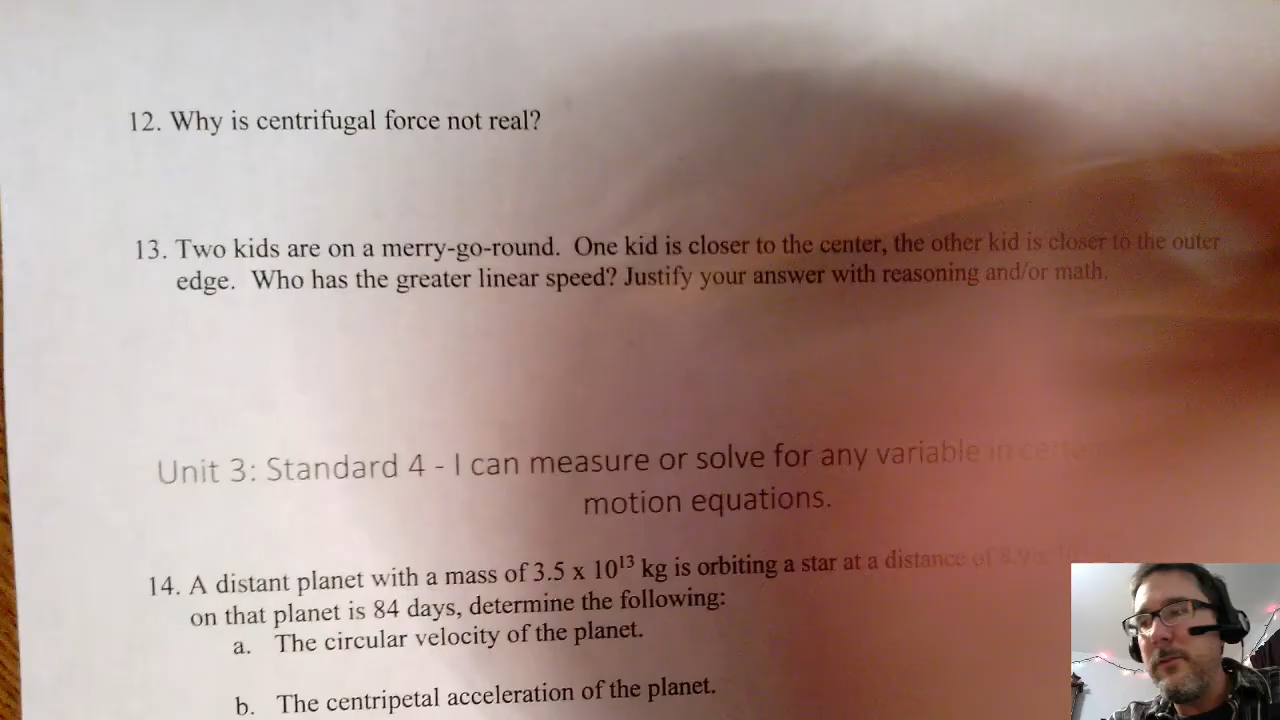 12. Why is centrifugal force not real?
13. Two kids are on a merry-go-round. One kid is closer to the center, the other kid is closer to the outer
edge. Who has the greater linear speed? Justify your answer with reasoning and/or math.
Unit 3: Standard 4 - I can measure or solve for any variable in
motion equations.
14. A distant planet with a mass of 3.5 x 10¹³ kg is orbiting a star at a distance of
on that planet is 84 days, determine the following:
a. The circular velocity of the planet.
b. The centripetal acceleration of the planet.